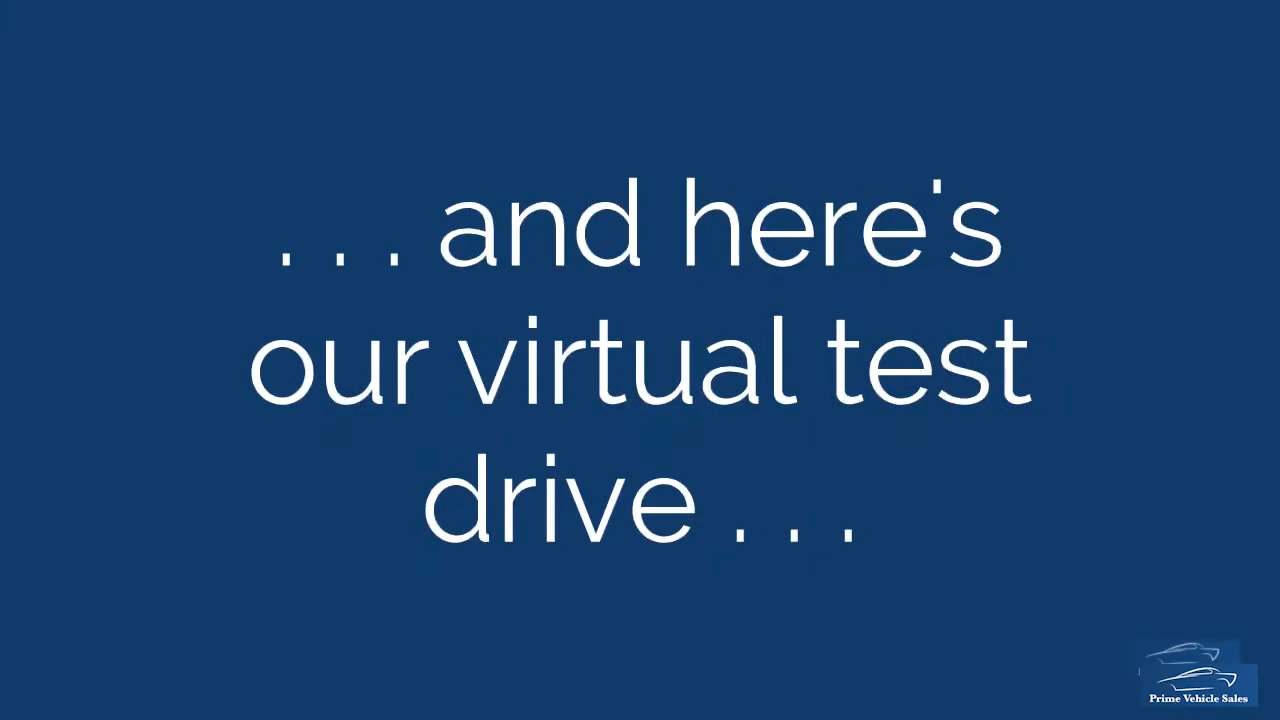 . . . and here's
our virtual test
drive . . .
Prime Vehicle Sales